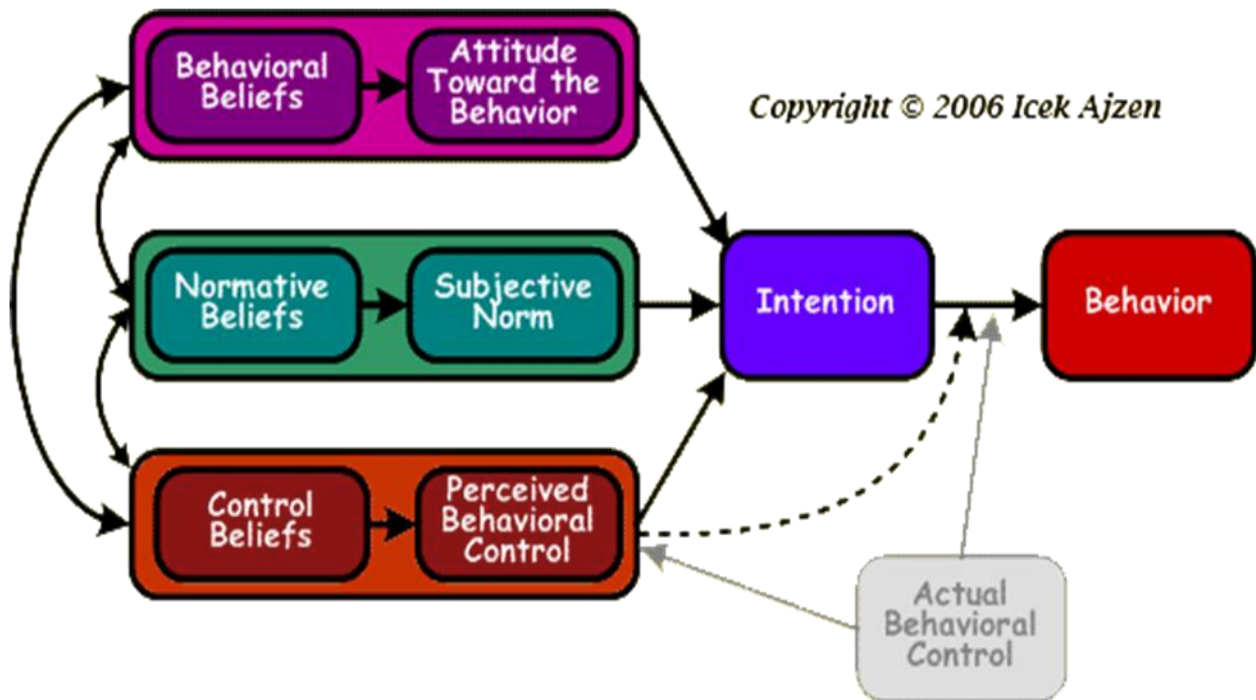 Behavioral
Beliefs
Attitude
Toward the
Behavior
Copyright © 2006 Icek Ajzen
Normative
Beliefs
Subjective
Norm
Intention
Behavior
Control
Beliefs
Perceived
Behavioral
Control
Actual
Behavioral
Control